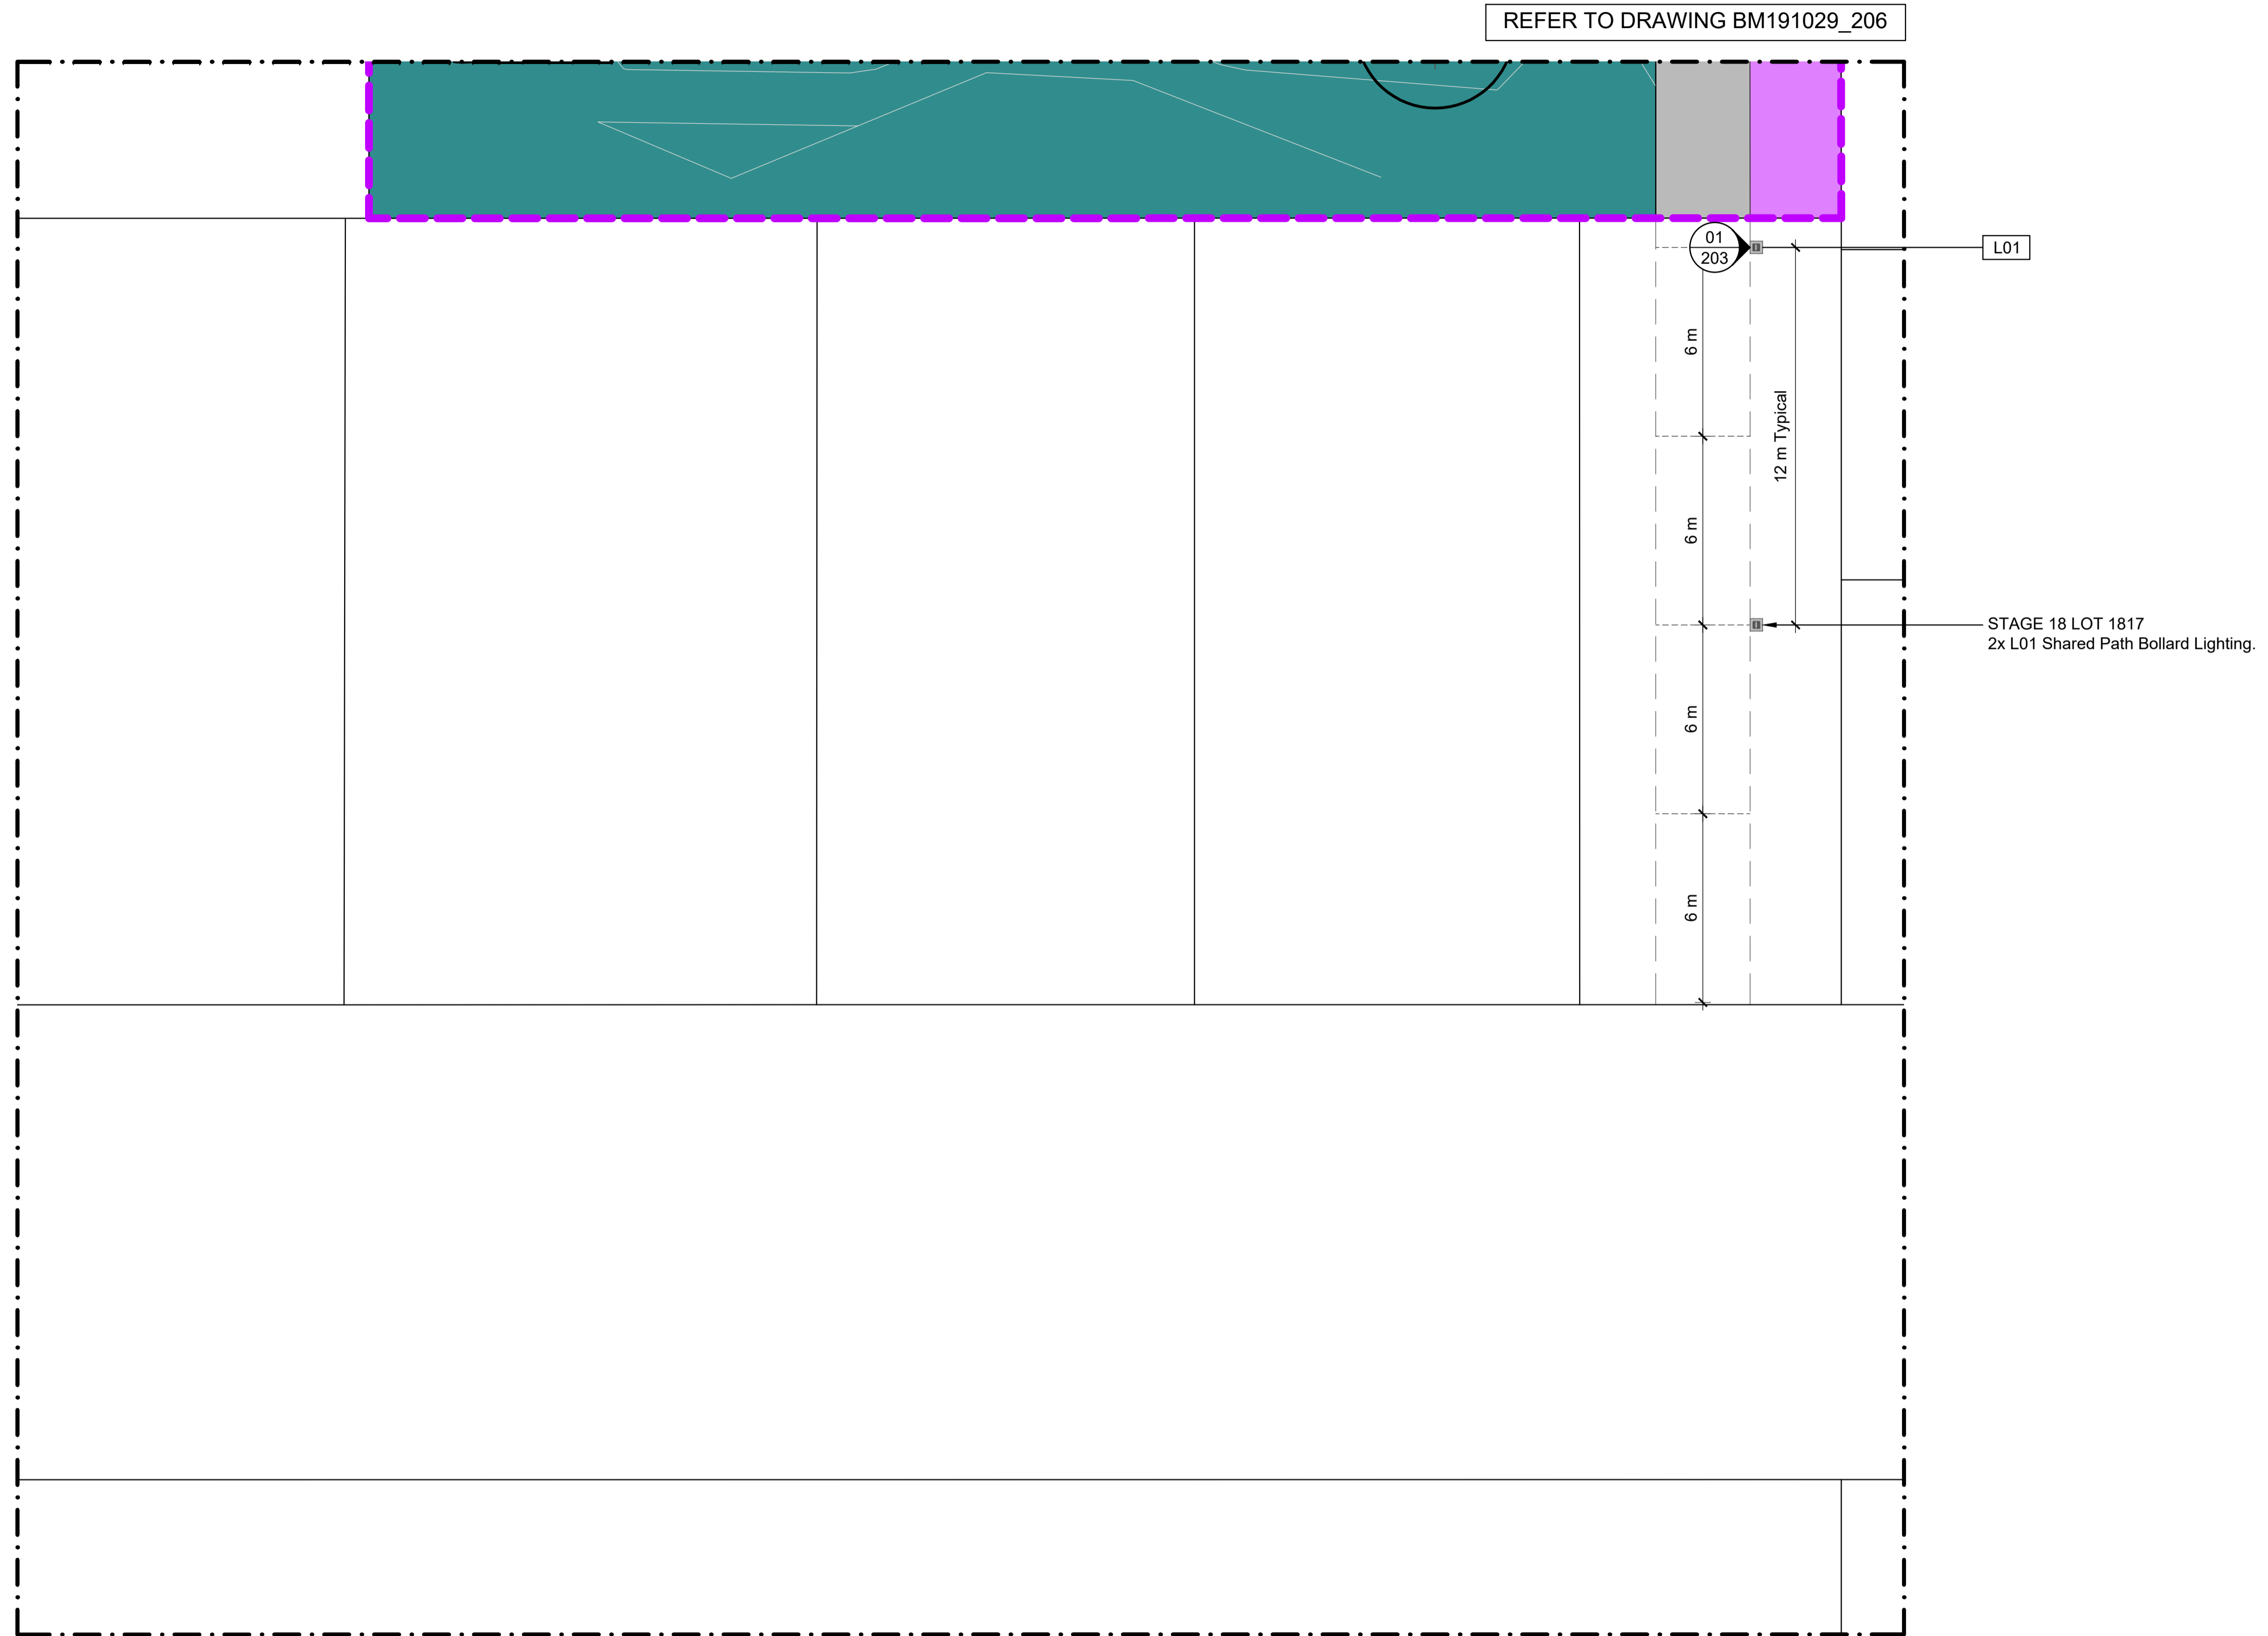 REFER TO DRAWING BM191029_206
01
203
L01
6 m
12 m Typical
6 m
STAGE 18 LOT 1817
2x L01 Shared Path Bollard Lighting.
6 m
6 m